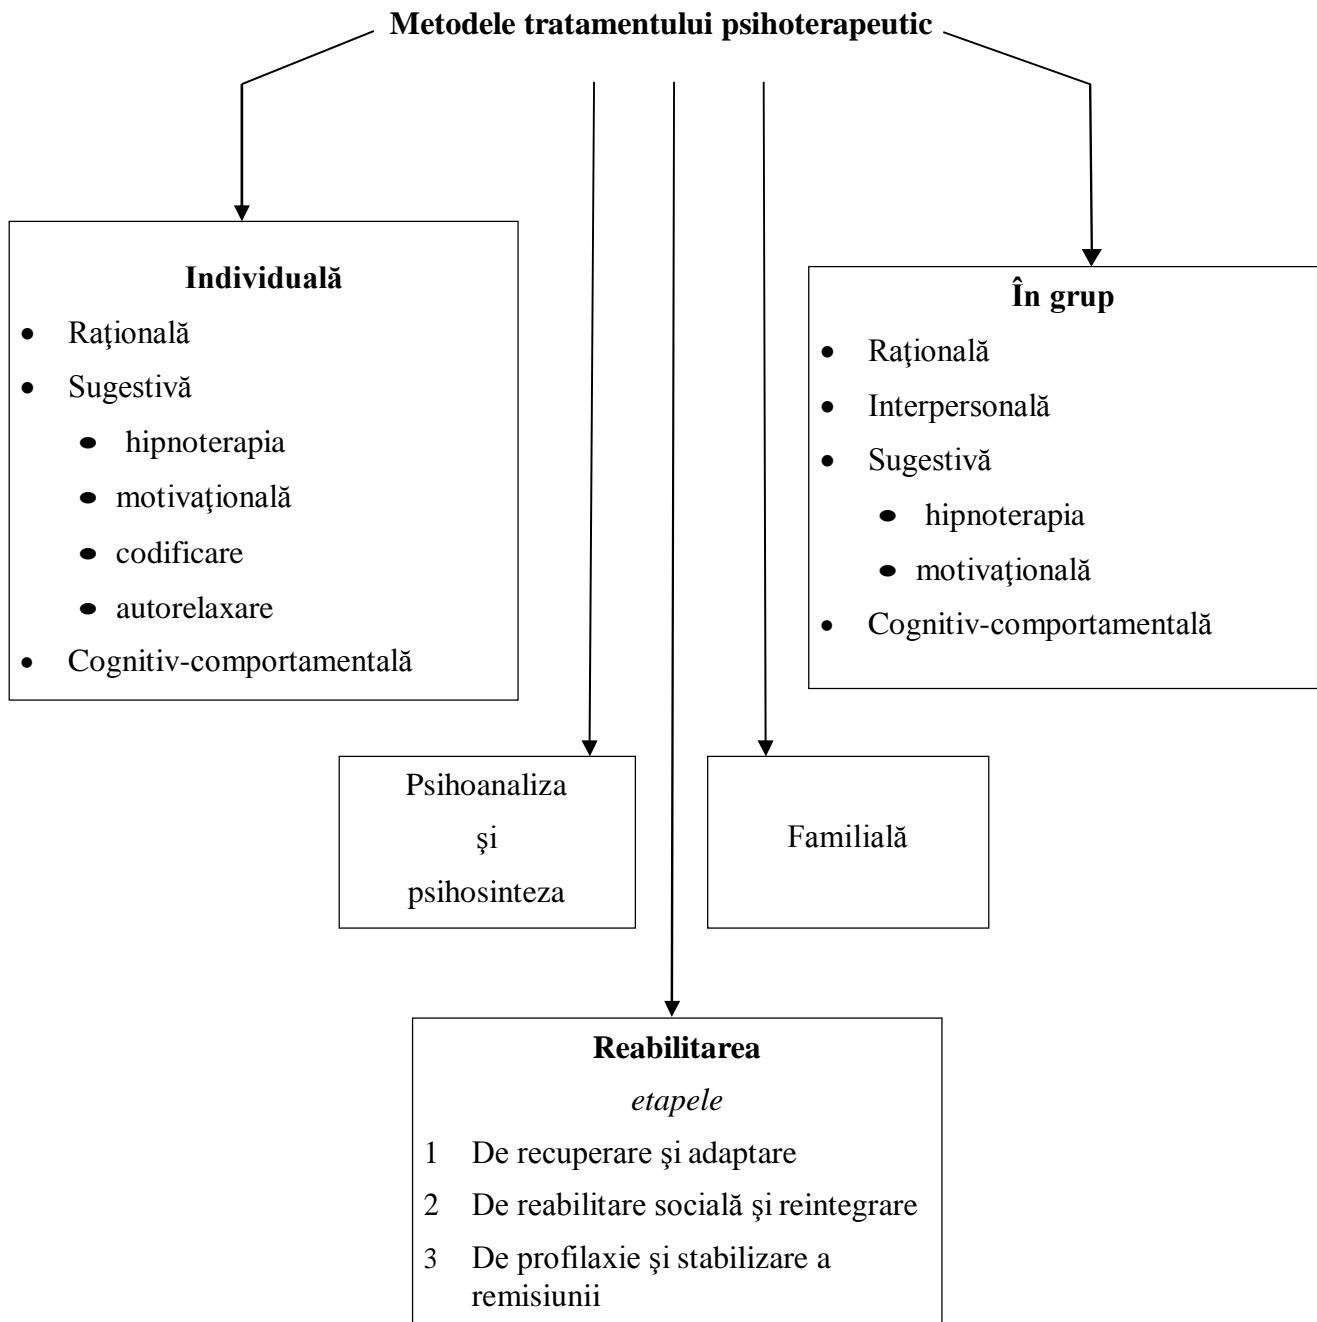 Metodele tratamentului psihoterapeutic
Individuală
• Raţională
• Sugestivă
• hipnoterapia
• motivaţională
• codificare
• autorelaxare
• Cognitiv-comportamentală
În grup
• Raţională
• Interpersonală
• Sugestivă
• hipnoterapia
• motivaţională
• Cognitiv-comportamentală
Psihoanaliza
şi
psihosinteza
Familială
Reabilitarea
etapele
1 De recuperare şi adaptare
2 De reabilitare socială şi reintegrare
3 De profilaxie şi stabilizare a
remisiunii